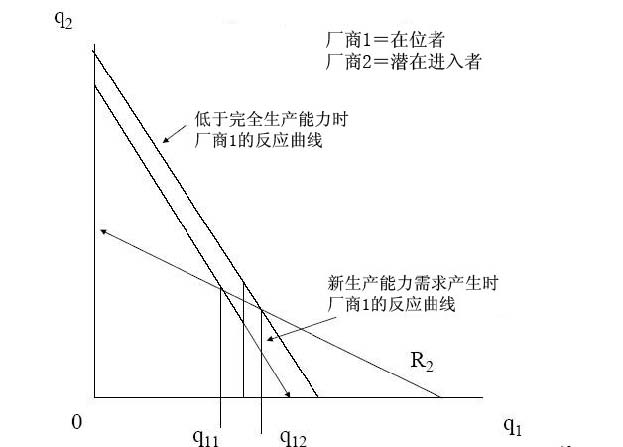 q2
厂商1＝在位者
厂商2＝潜在进入者
低于完全生产能力时
厂商1的反应曲线
新生产能力需求产生时
厂商1的反应曲线
R2
0
q11
q12
q1